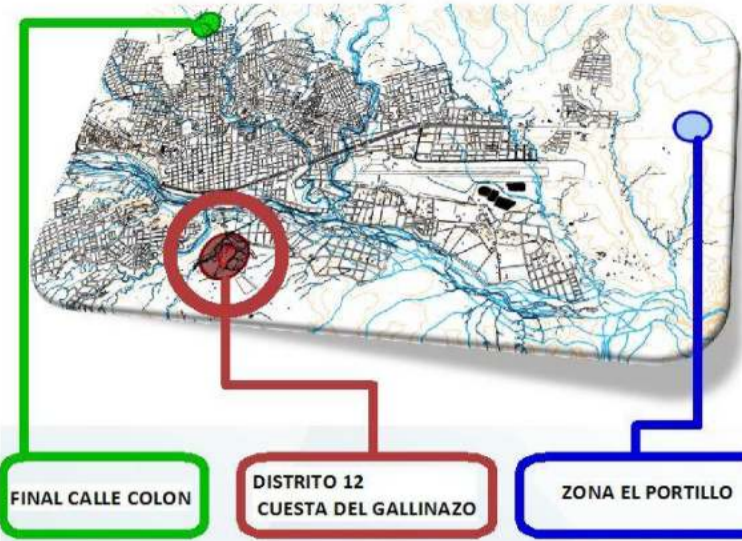 FINAL CALLE COLON
DISTRITO 12
CUESTA DEL GALLINAZO
ZONA EL PORTILLO